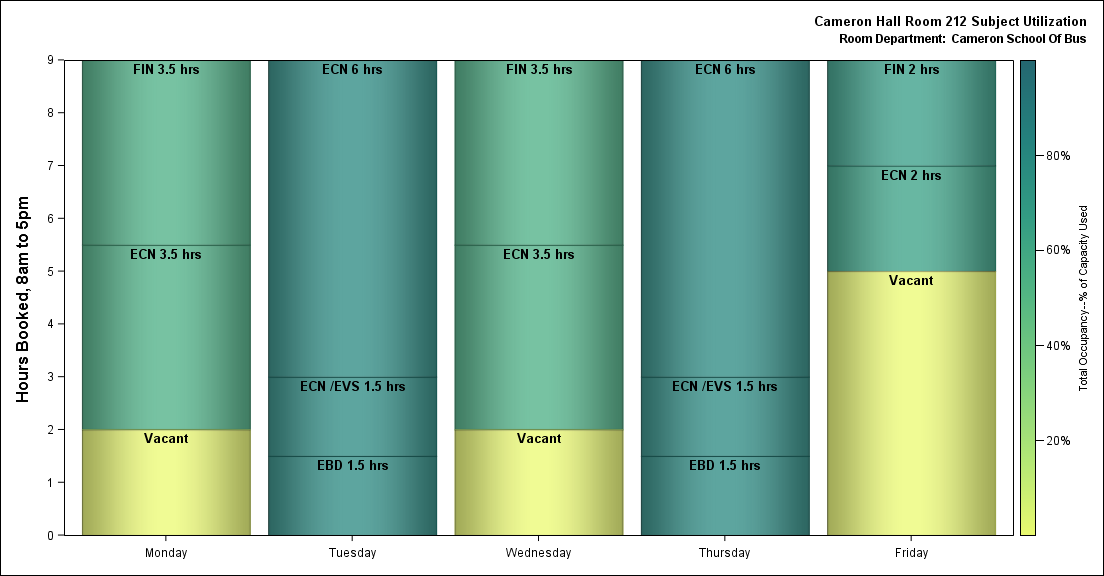 Cameron Hall Room 212 Subject Utilization
Room Department: Cameron School Of Bus
Hours Booked, 8am to 5pm
9
8
7
6
5
4
3
2
1
0
FIN 3.5 hrs
ECN 3.5 hrs
Vacant
ECN 6 hrs
ECN /EVS 1.5 hrs
EBD 1.5 hrs
FIN 3.5 hrs
ECN 3.5 hrs
Vacant
ECN 6 hrs
ECN /EVS 1.5 hrs
EBD 1.5 hrs
FIN 2 hrs
ECN 2 hrs
Vacant
Monday
Tuesday
Wednesday
Thursday
Friday
80%
60%
40%
20%
Total Occupancy--% of Capacity Used